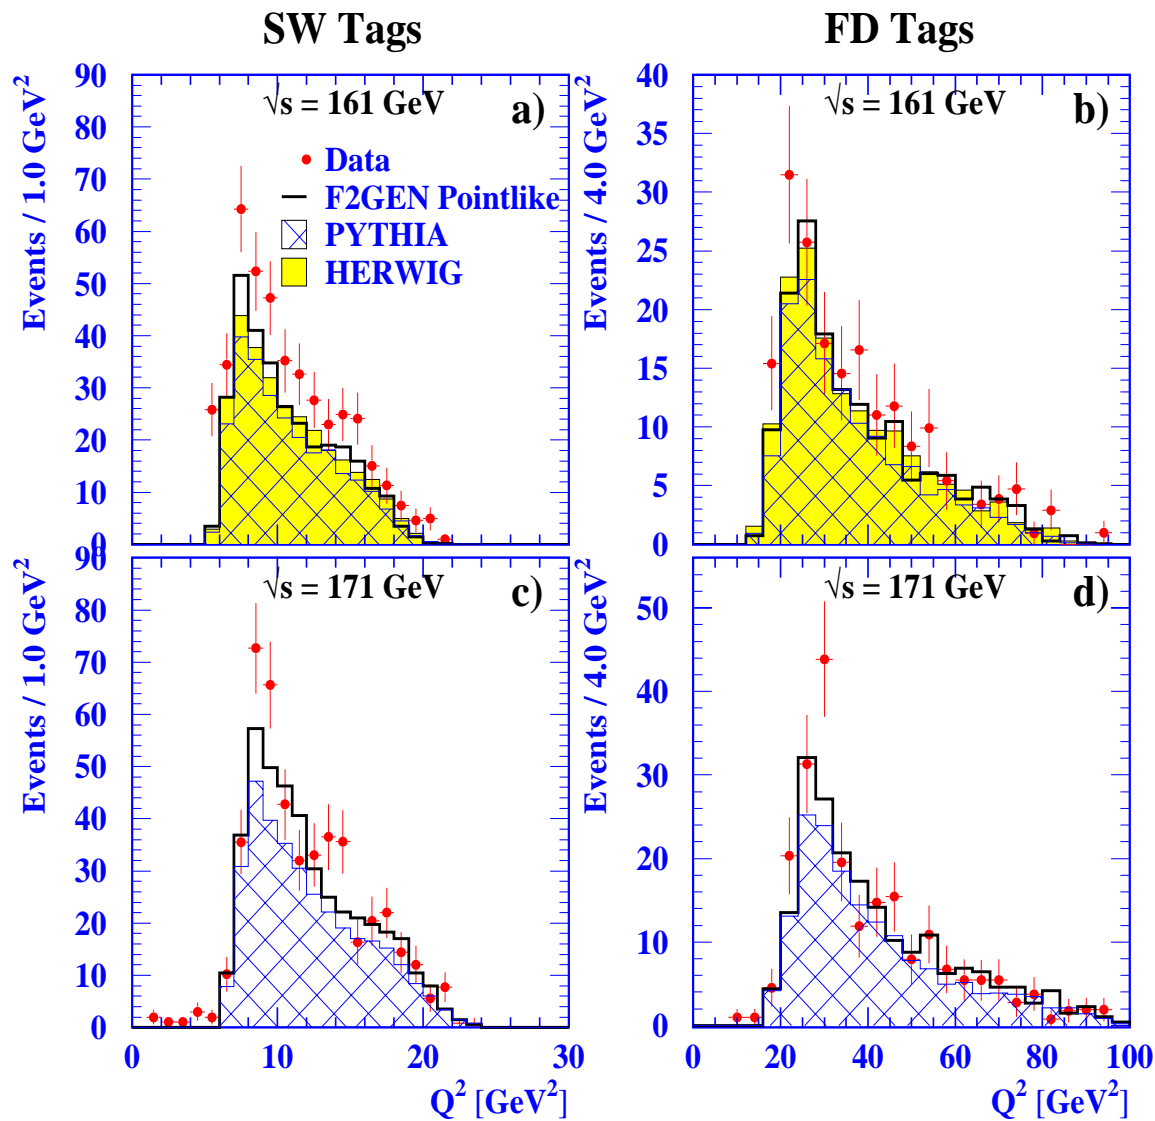 SW Tags
FD Tags
Events / 1.0 GeV²
90
80
70
60
50
40
30
20
10
0
√s = 161 GeV
a)
Data
F2GEN Pointlike
PYTHIA
HERWIG
Events / 4.0 GeV²
40
35
30
25
20
15
10
5
0
√s = 161 GeV
b)
Events / 1.0 GeV²
90
80
70
60
50
40
30
20
10
0
√s = 171 GeV
c)
0 10 20 30
Q² [GeV²]
Events / 4.0 GeV²
50
40
30
20
10
0
√s = 171 GeV
d)
0 20 40 60 80 100
Q² [GeV²]